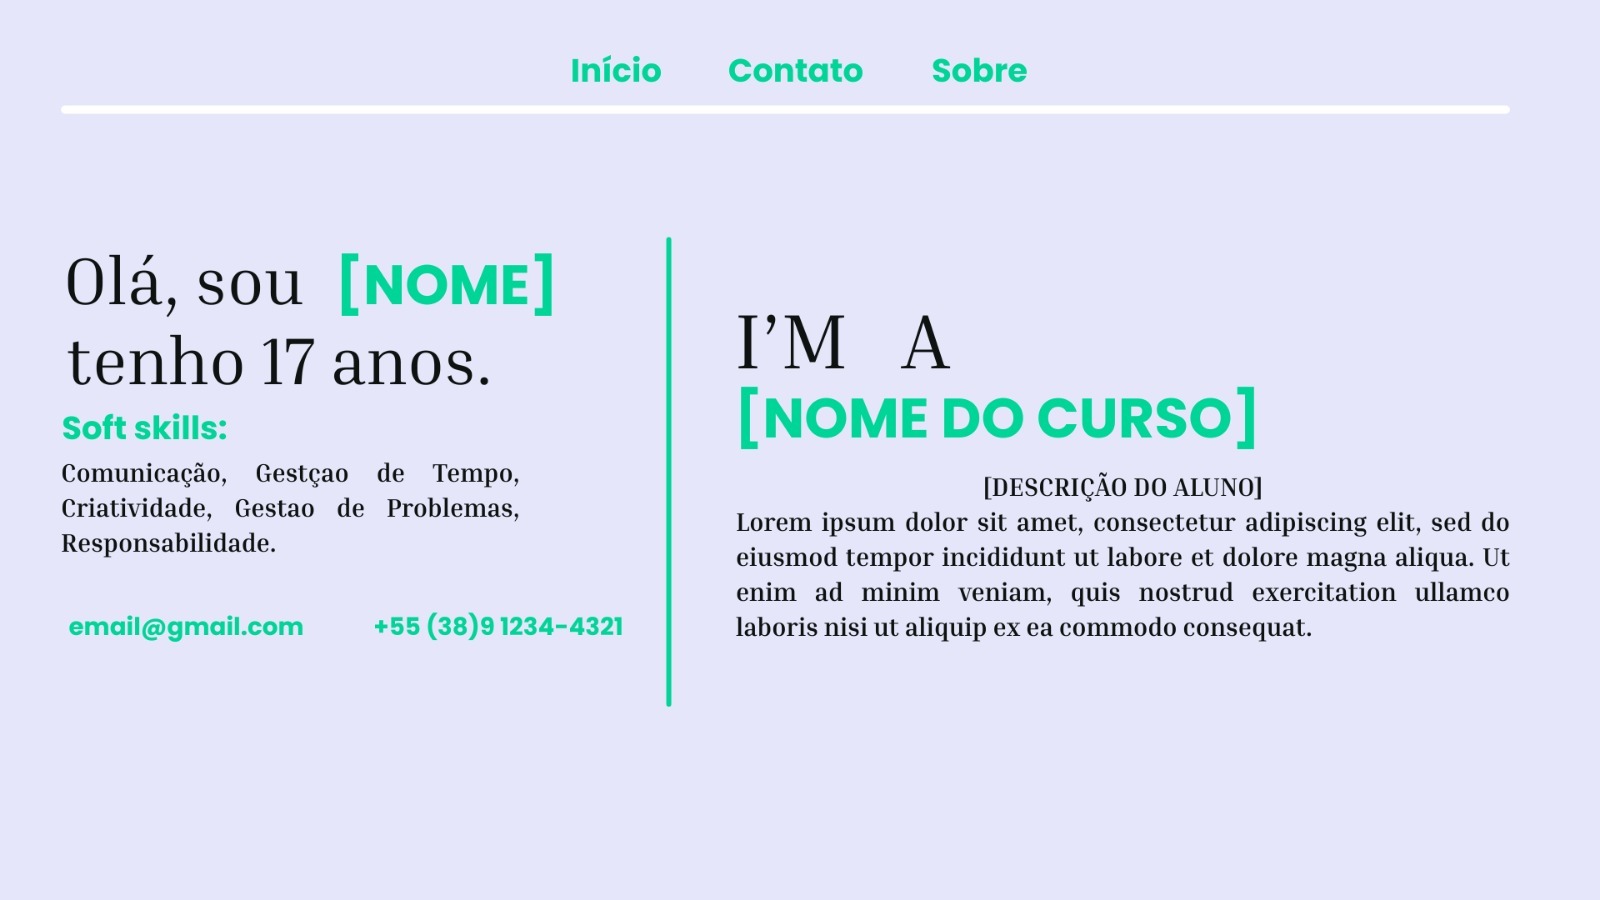 Início Contato Sobre
Olá, sou [NOME]
tenho 17 anos.
Soft skills:
Comunicação, Gestçao de Tempo,
Criatividade, Gestao de Problemas,
Responsabilidade.
email@gmail.com +55 (38)9 1234-4321
I’M A
[NOME DO CURSO]
[DESCRIÇÃO DO ALUNO]
Lorem ipsum dolor sit amet, consectetur adipiscing elit, sed do
eiusmod tempor incididunt ut labore et dolore magna aliqua. Ut
enim ad minim veniam, quis nostrud exercitation ullamco
laboris nisi ut aliquip ex ea commodo consequat.